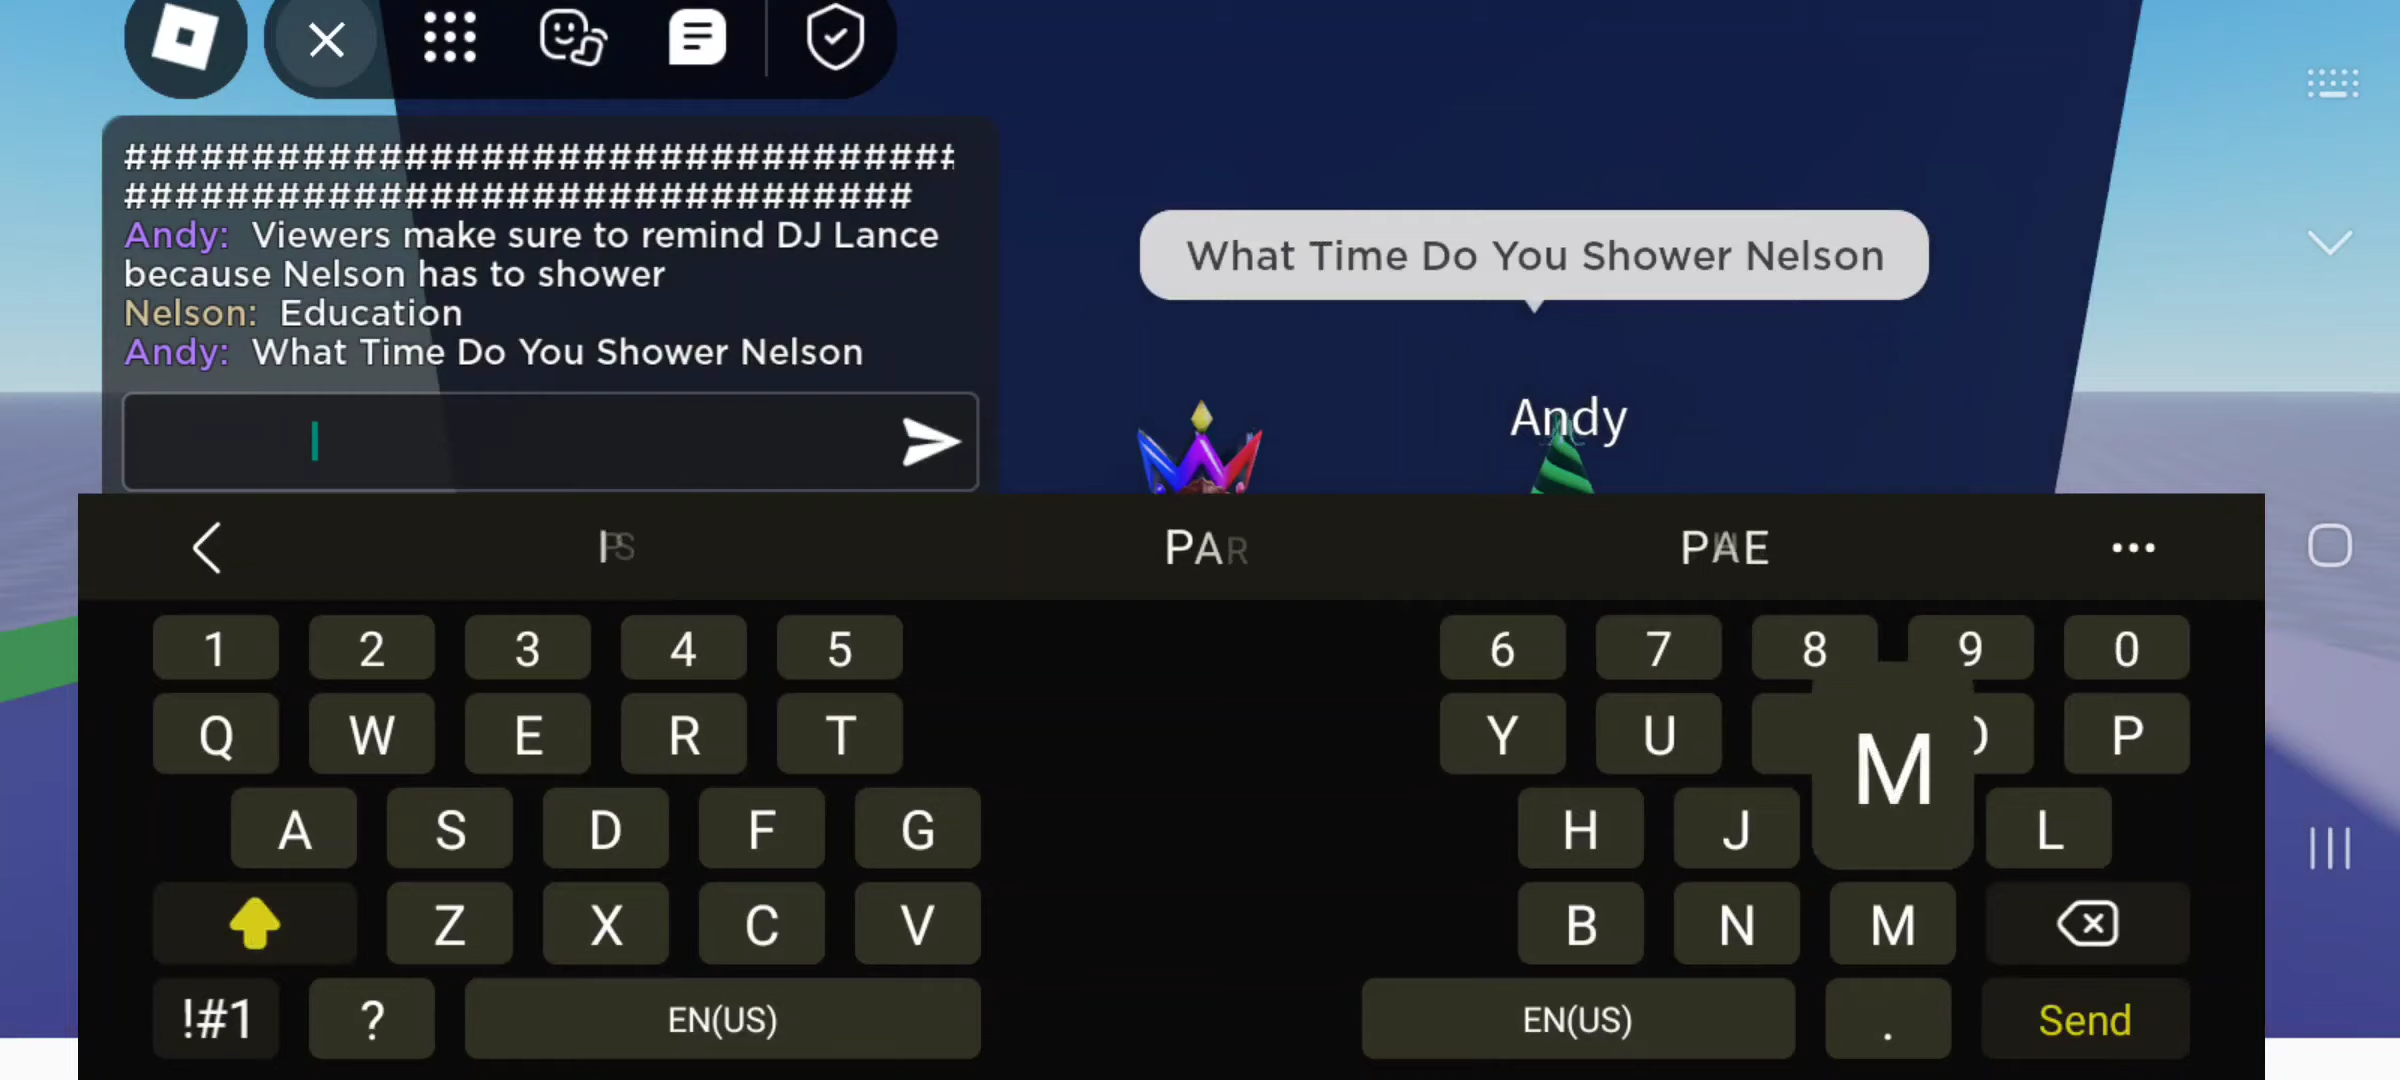 #################################
###############################
Andy: Viewers make sure to remind DJ Lance
because Nelson has to shower
Nelson: Education
Andy: What Time Do You Shower Nelson
What Time Do You Shower Nelson
Andy
PAR
1 2 3 4 5 6 7 8 9 0
Q W E R T Y U P
M
A S D F G H J L
Z X C V B N M
!#1 ? EN(US) EN(US) . Send